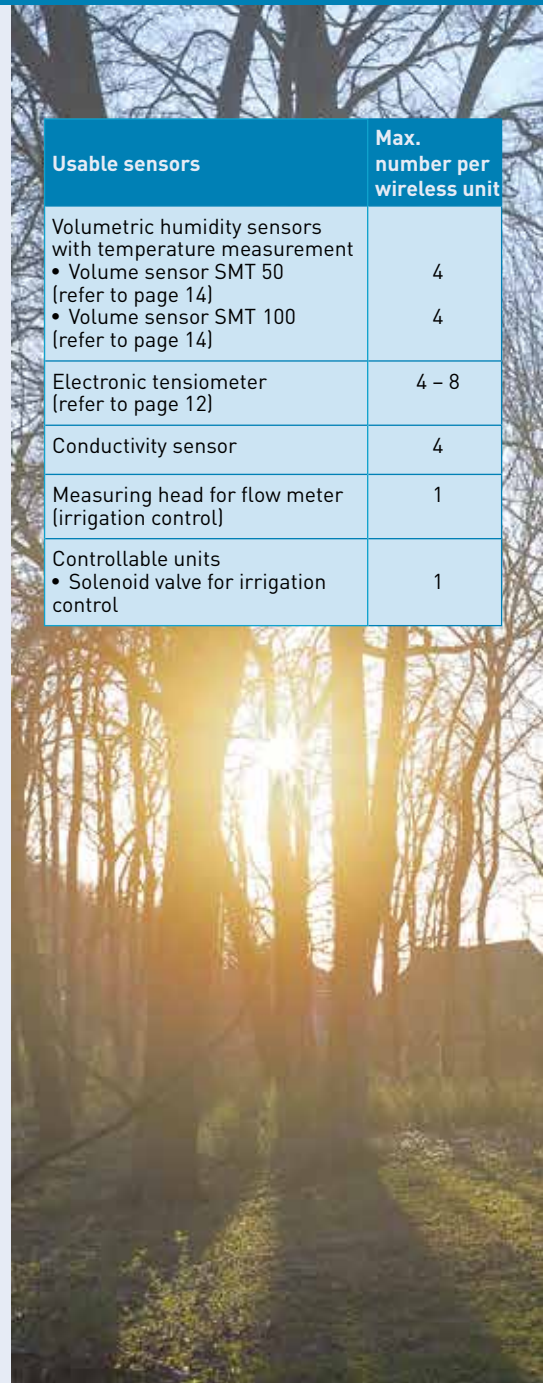 Usable sensors
Max.
number per
wireless unit
Volumetric humidity sensors
with temperature measurement
• Volume sensor SMT 50
(refer to page 14)
4
• Volume sensor SMT 100
(refer to page 14)
4
Electronic tensiometer
(refer to page 12)
4 – 8
Conductivity sensor
4
Measuring head for flow meter
(irrigation control)
1
Controllable units
• Solenoid valve for irrigation
control
1